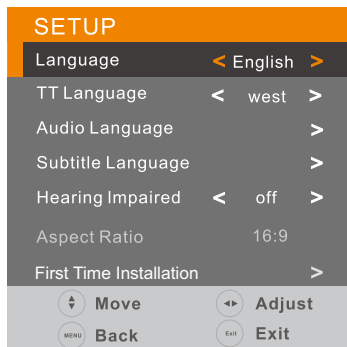 SETUP
Language < English >
TT Language < west >
Audio Language >
Subtitle Language >
Hearing Impaired < off >
Aspect Ratio 16:9
First Time Installation >
Move Adjust
MENU Back Exit Exit